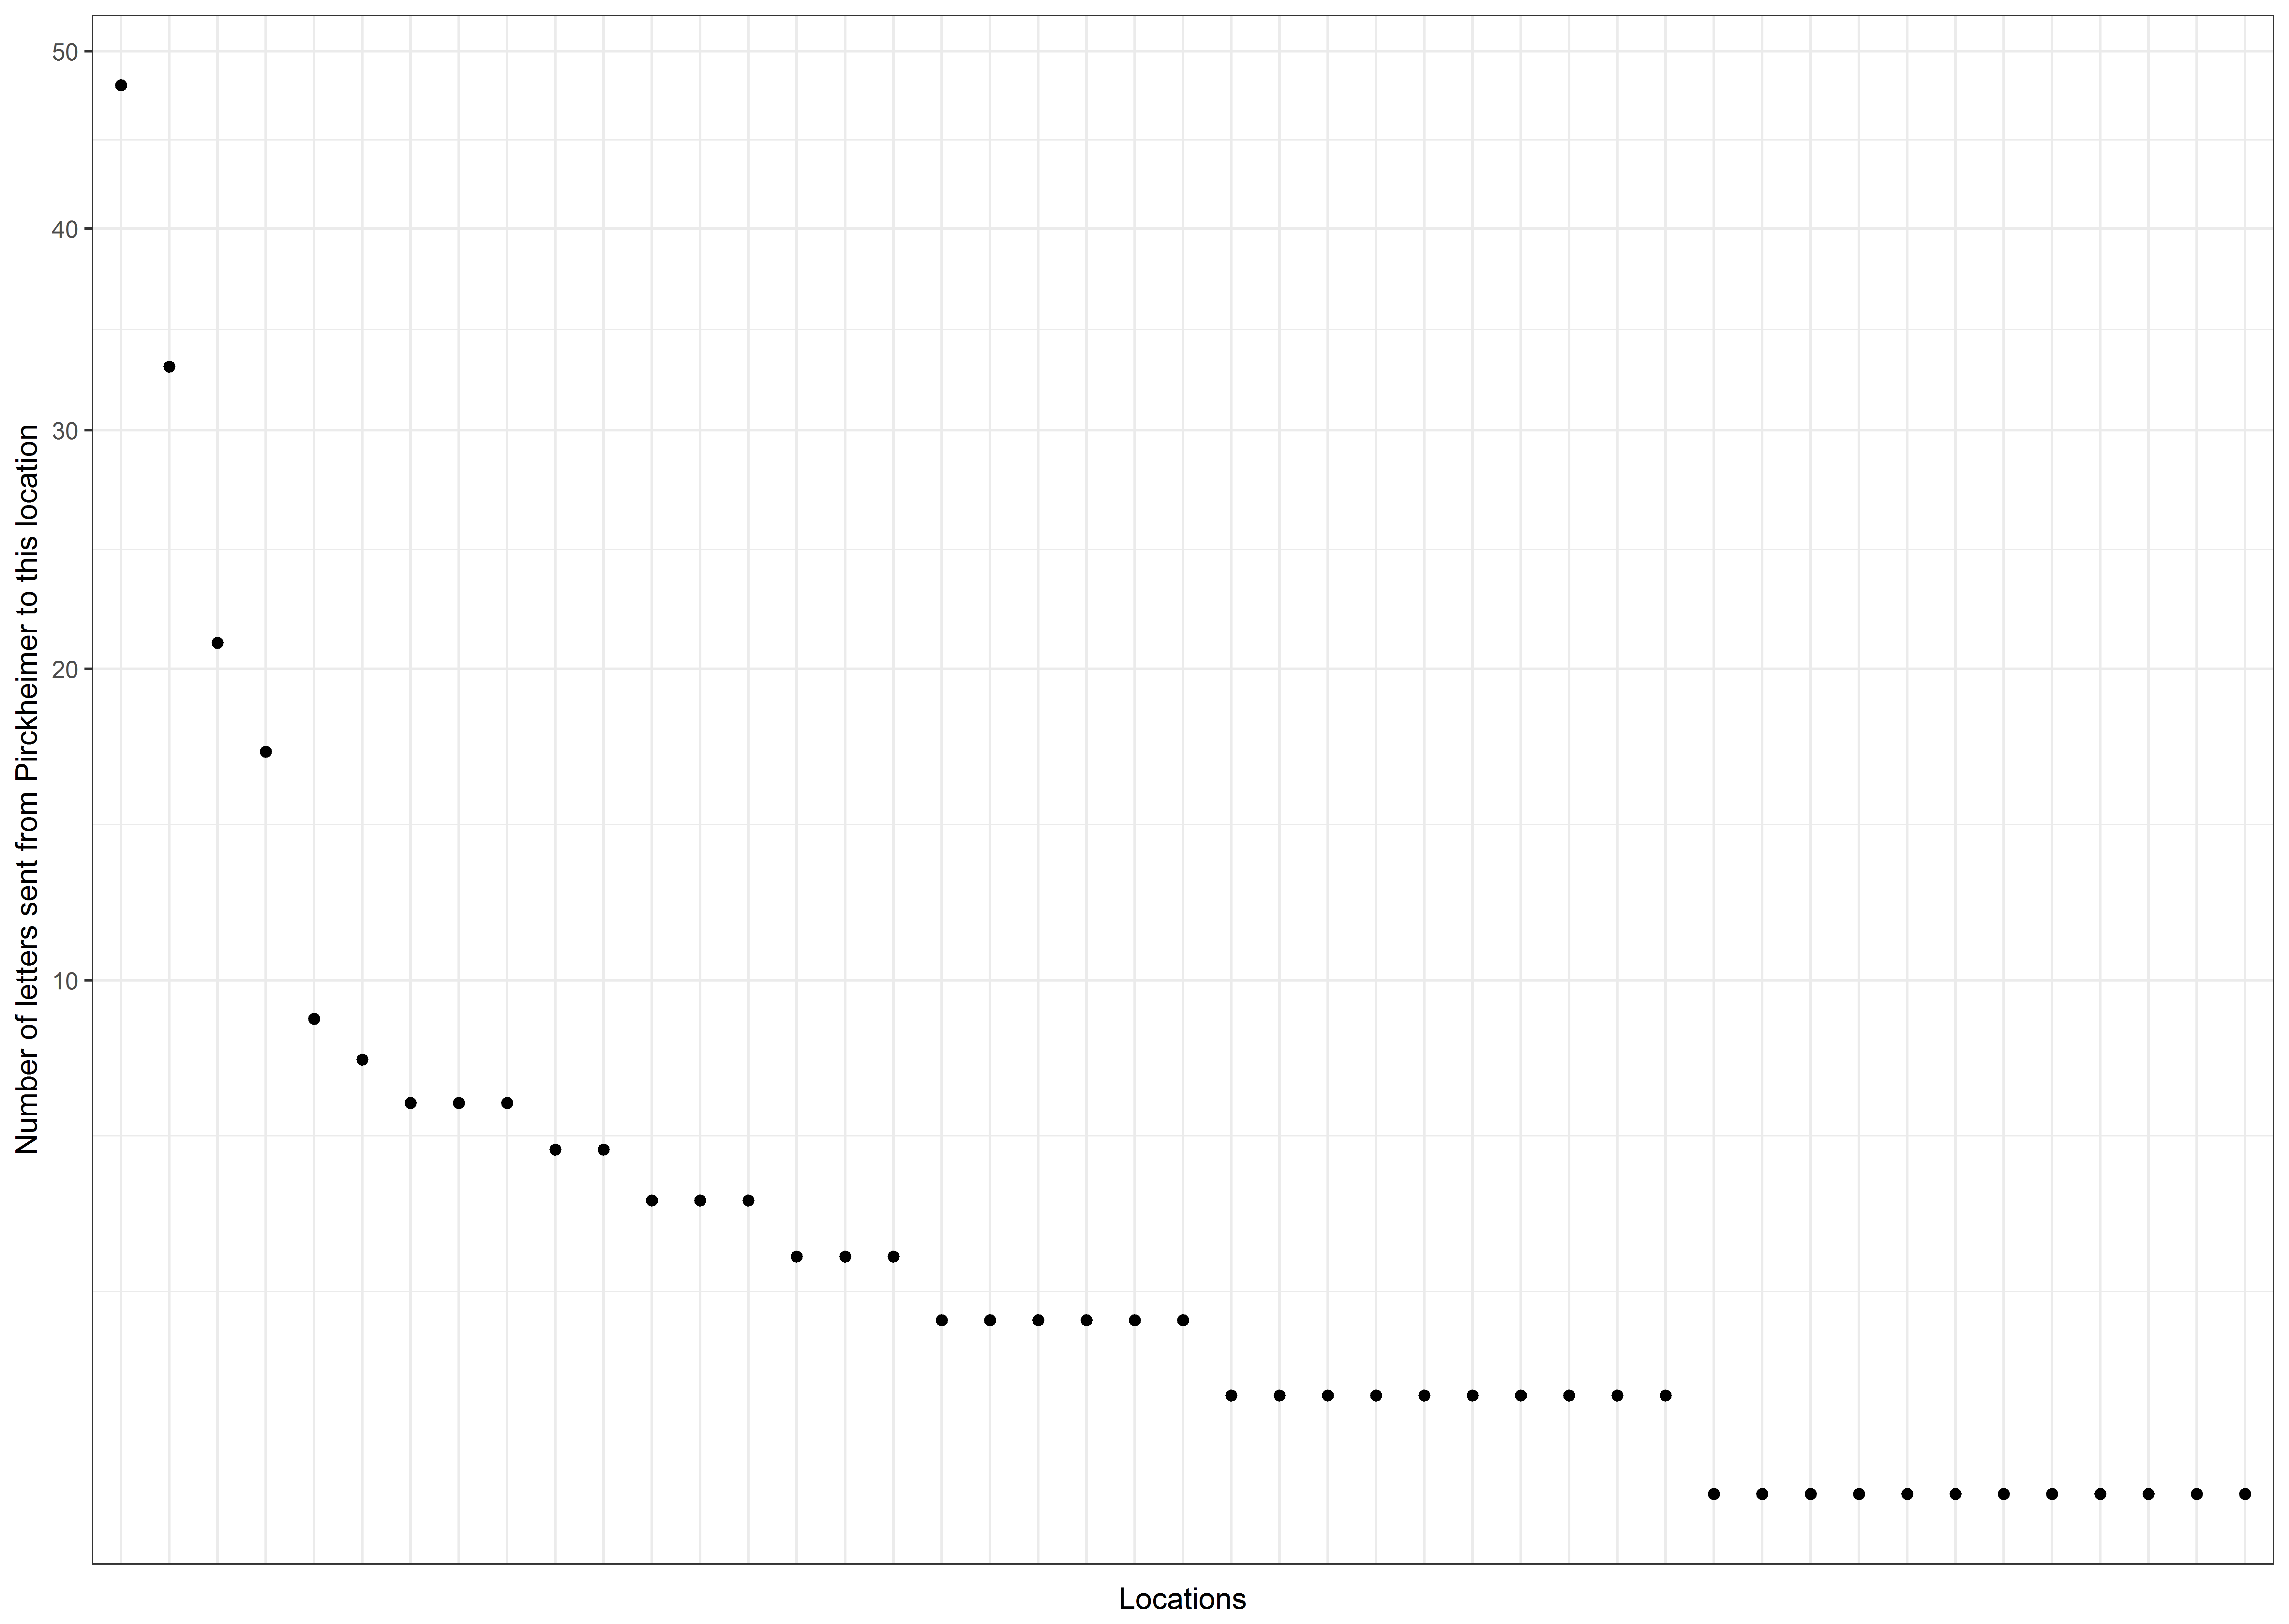 50
40
30
20
10
Number of letters sent from Pirckheimer to this location
Locations